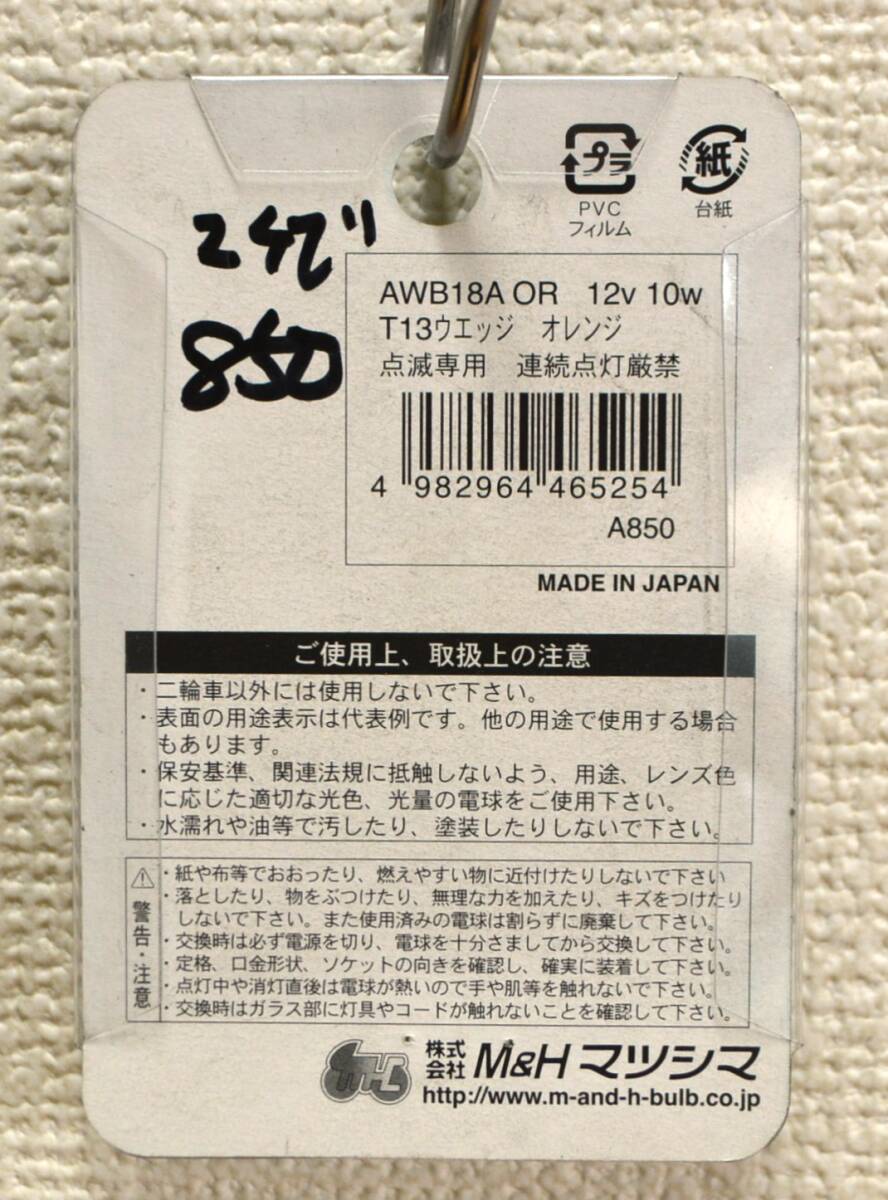 プラ
PVC
フィルム
紙
台紙
850
AWB18A OR 12v 10w
T13ウエッジ オレンジ
点滅専用 連続点灯厳禁
4 982964 465254
A850
MADE IN JAPAN
ご使用上、取扱上の注意
・二輪車以外には使用しないで下さい。
・表面の用途表示は代表例です。他の用途で使用する場合
もあります。
・保安基準、関連法規に抵触しないよう、用途、レンズ色
に応じた適切な光色、光量の電球をご使用下さい。
・水濡れや油等で汚したり、塗装したりしないで下さい。
警告・注意
・紙や布等でおおったり、燃えやすい物に近付けたりしないで下さい
・落としたり、物をぶつけたり、無理な力を加えたり、キズをつけたり
しないで下さい。また使用済みの電球は割らずに廃棄して下さい。
・交換時は必ず電源を切り、電球を十分さましてから交換して下さい。
・定格、口金形状、ソケットの向きを確認し、確実に装着して下さい。
・点灯中や消灯直後は電球が熱いので手や肌等を触れないで下さい。
・交換時はガラス部に灯具やコードが触れないことを確認して下さい。
株式会社 M&H マツシマ
http://www.m-and-h-bulb.co.jp